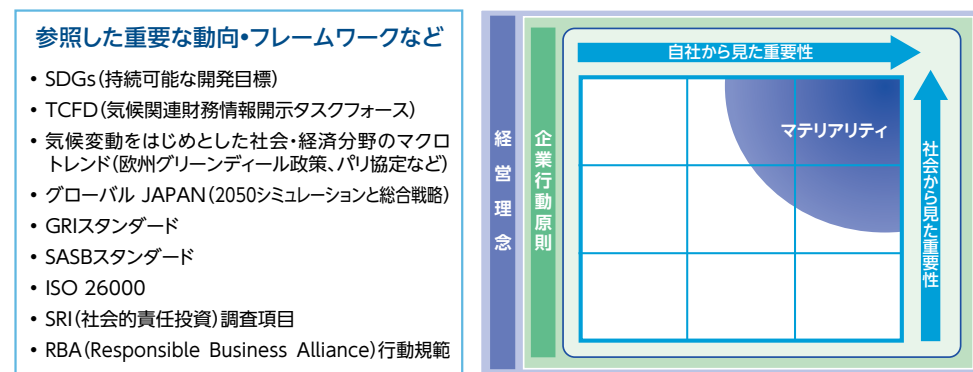 参照した重要な動向・フレームワークなど
• SDGs（持続可能な開発目標）
• TCFD（気候関連財務情報開示タスクフォース）
• 気候変動をはじめとした社会・経済分野のマクロ
トレンド（欧州グリーンディール政策、パリ協定など）
• グローバル JAPAN（2050シミュレーションと総合戦略）
• GRIスタンダード
• SASBスタンダード
• ISO 26000
• SRI（社会的責任投資）調査項目
• RBA（Responsible Business Alliance）行動規範
経営理念
企業行動原則
自社から見た重要性
マテリアリティ
社会から見た重要性